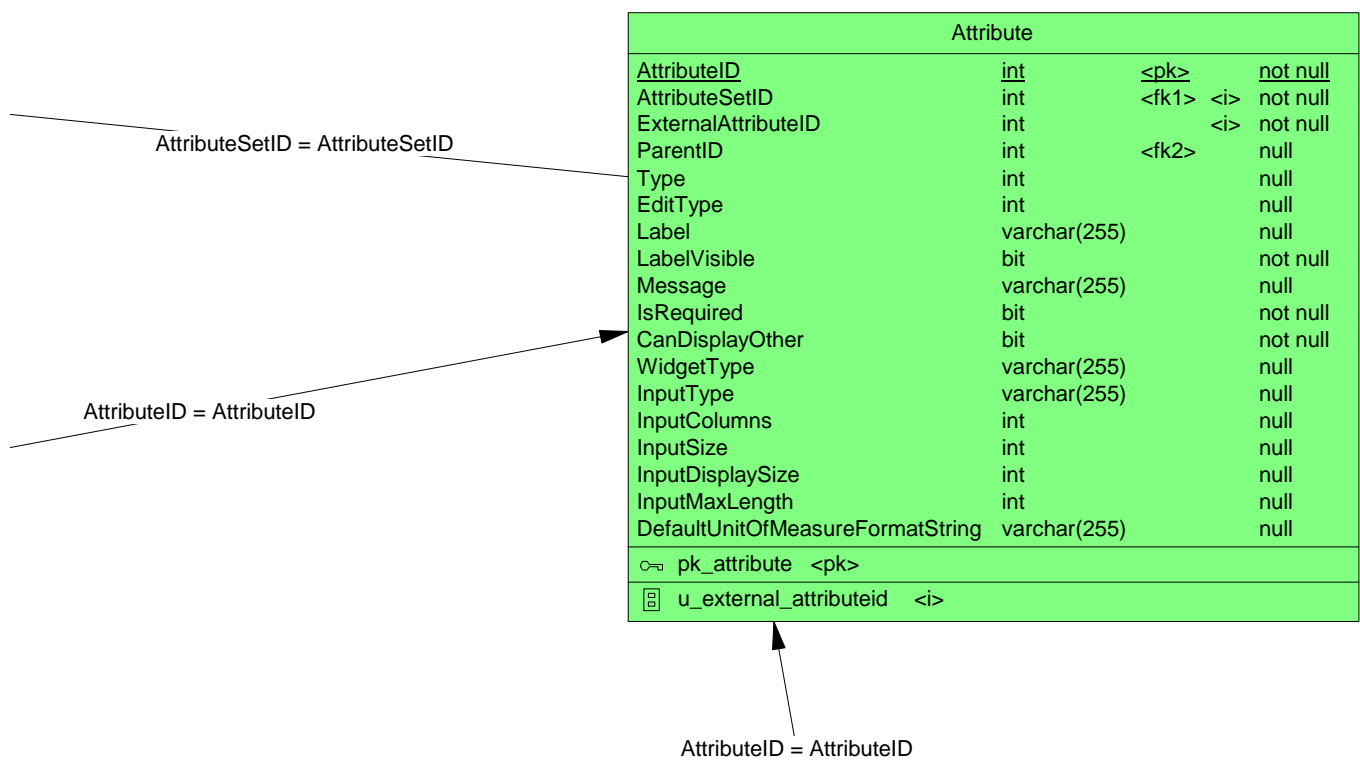 Attribute
AttributeID int <pk> not null
AttributeSetID int <fk1> <i> not null
ExternalAttributeID int <i> not null
ParentID int <fk2> null
Type int null
EditType int null
Label varchar(255) null
LabelVisible bit not null
Message varchar(255) null
IsRequired bit not null
CanDisplayOther bit not null
WidgetType varchar(255) null
InputType varchar(255) null
InputColumns int null
InputSize int null
InputDisplaySize int null
InputMaxLength int null
DefaultUnitOfMeasureFormatString varchar(255) null
pk_attribute <pk>
u_external_attributeid <i>
AttributeSetID = AttributeSetID
AttributeID = AttributeID
AttributeID = AttributeID